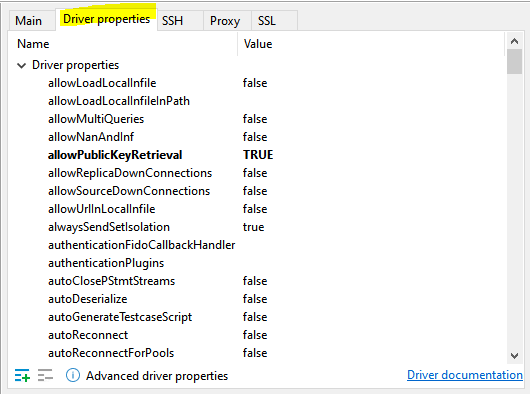 Main Driver properties SSH Proxy SSL
Name Value
Driver properties
allowLoadLocalInfile false
allowLoadLocalInfileInPath
allowMultiQueries false
allowNanAndInf false
allowPublicKeyRetrieval TRUE
allowReplicaDownConnections false
allowSourceDownConnections false
allowUrlInLocalInfile false
alwaysSendSetIsolation true
authenticationFidoCallbackHandler
authenticationPlugins
autoClosePStmtStreams false
autoDeserialize false
autoGenerateTestcaseScript false
autoReconnect false
autoReconnectForPools false
Advanced driver properties Driver documentation